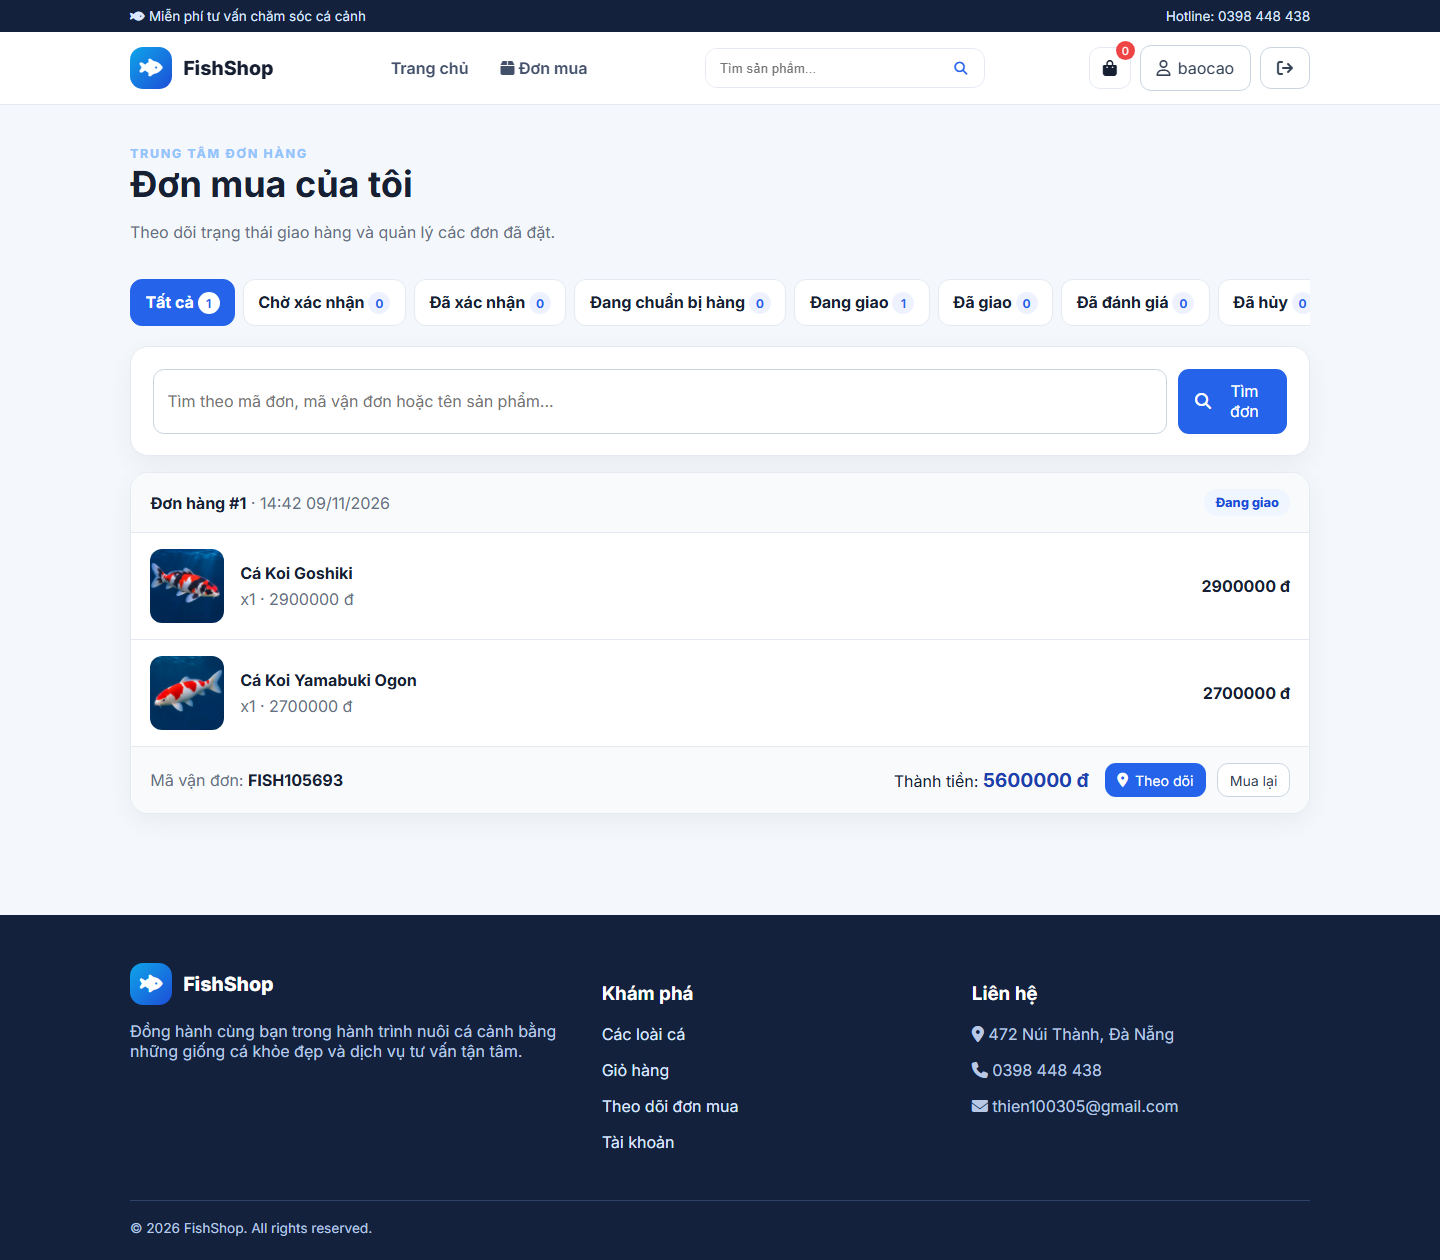 Miễn phí tư vấn chăm sóc cá cảnh
Hotline: 0398 448 438
FishShop
Trang chủ
Đơn mua
Tìm sản phẩm...
0
baocao
TRUNG TÂM ĐƠN HÀNG
Đơn mua của tôi
Theo dõi trạng thái giao hàng và quản lý các đơn đã đặt.
Tất cả 1
Chờ xác nhận 0
Đã xác nhận 0
Đang chuẩn bị hàng 0
Đang giao 1
Đã giao 0
Đã đánh giá 0
Đã hủy 0
Tìm theo mã đơn, mã vận đơn hoặc tên sản phẩm...
Tìm
đơn
Đơn hàng #1 · 14:42 09/11/2026
Đang giao
Cá Koi Goshiki
x1 · 2900000 đ
2900000 đ
Cá Koi Yamabuki Ogon
x1 · 2700000 đ
2700000 đ
Mã vận đơn: FISH105693
Thành tiền: 5600000 đ
Theo dõi
Mua lại
FishShop
Đồng hành cùng bạn trong hành trình nuôi cá cảnh bằng
những giống cá khỏe đẹp và dịch vụ tư vấn tận tâm.
Khám phá
Các loài cá
Giỏ hàng
Theo dõi đơn mua
Tài khoản
Liên hệ
472 Núi Thành, Đà Nẵng
0398 448 438
thien100305@gmail.com
© 2026 FishShop. All rights reserved.